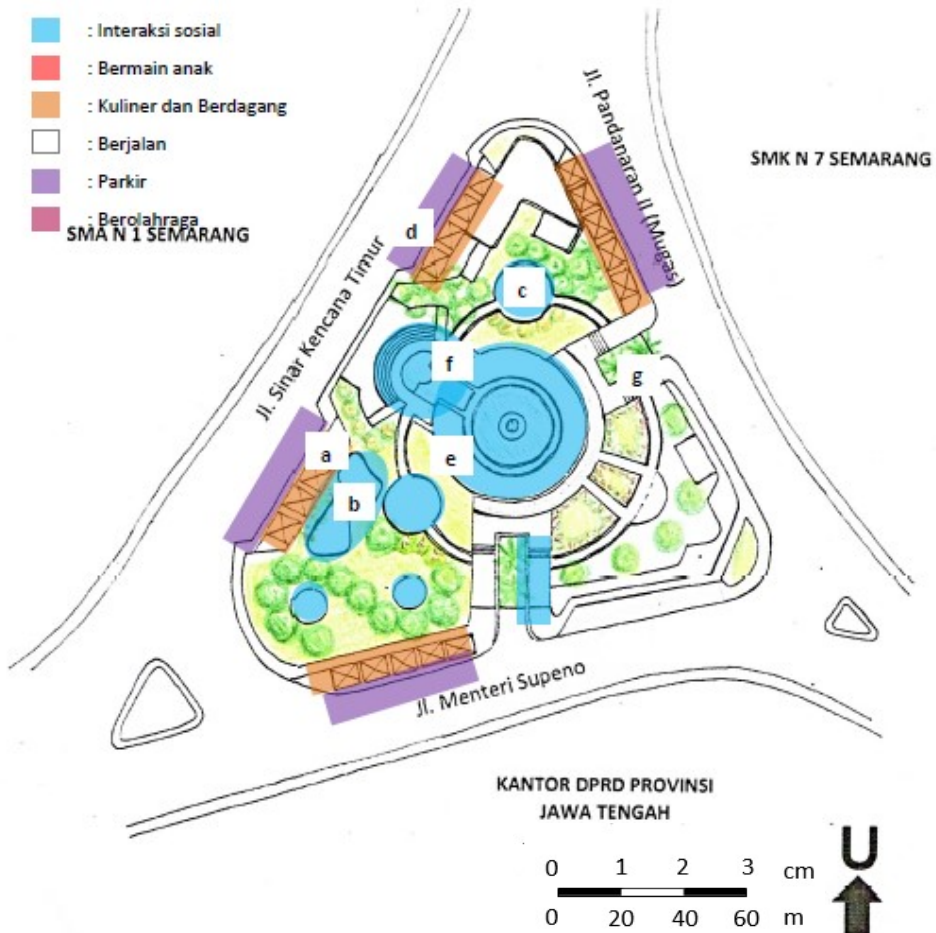 : Interaksi sosial
: Bermain anak
: Kuliner dan Berdagang
: Berjalan
: Parkir
: Berolahraga
SMA N 1 SEMARANG
Jl. Pandanaran II (Mugas)
SMK N 7 SEMARANG
Jl. Sinar Kencana Timur
d
c
f
g
a
e
b
Jl. Menteri Supeno
KANTOR DPRD PROVINSI
JAWA TENGAH
0 1 2 3 cm
0 20 40 60 m
U